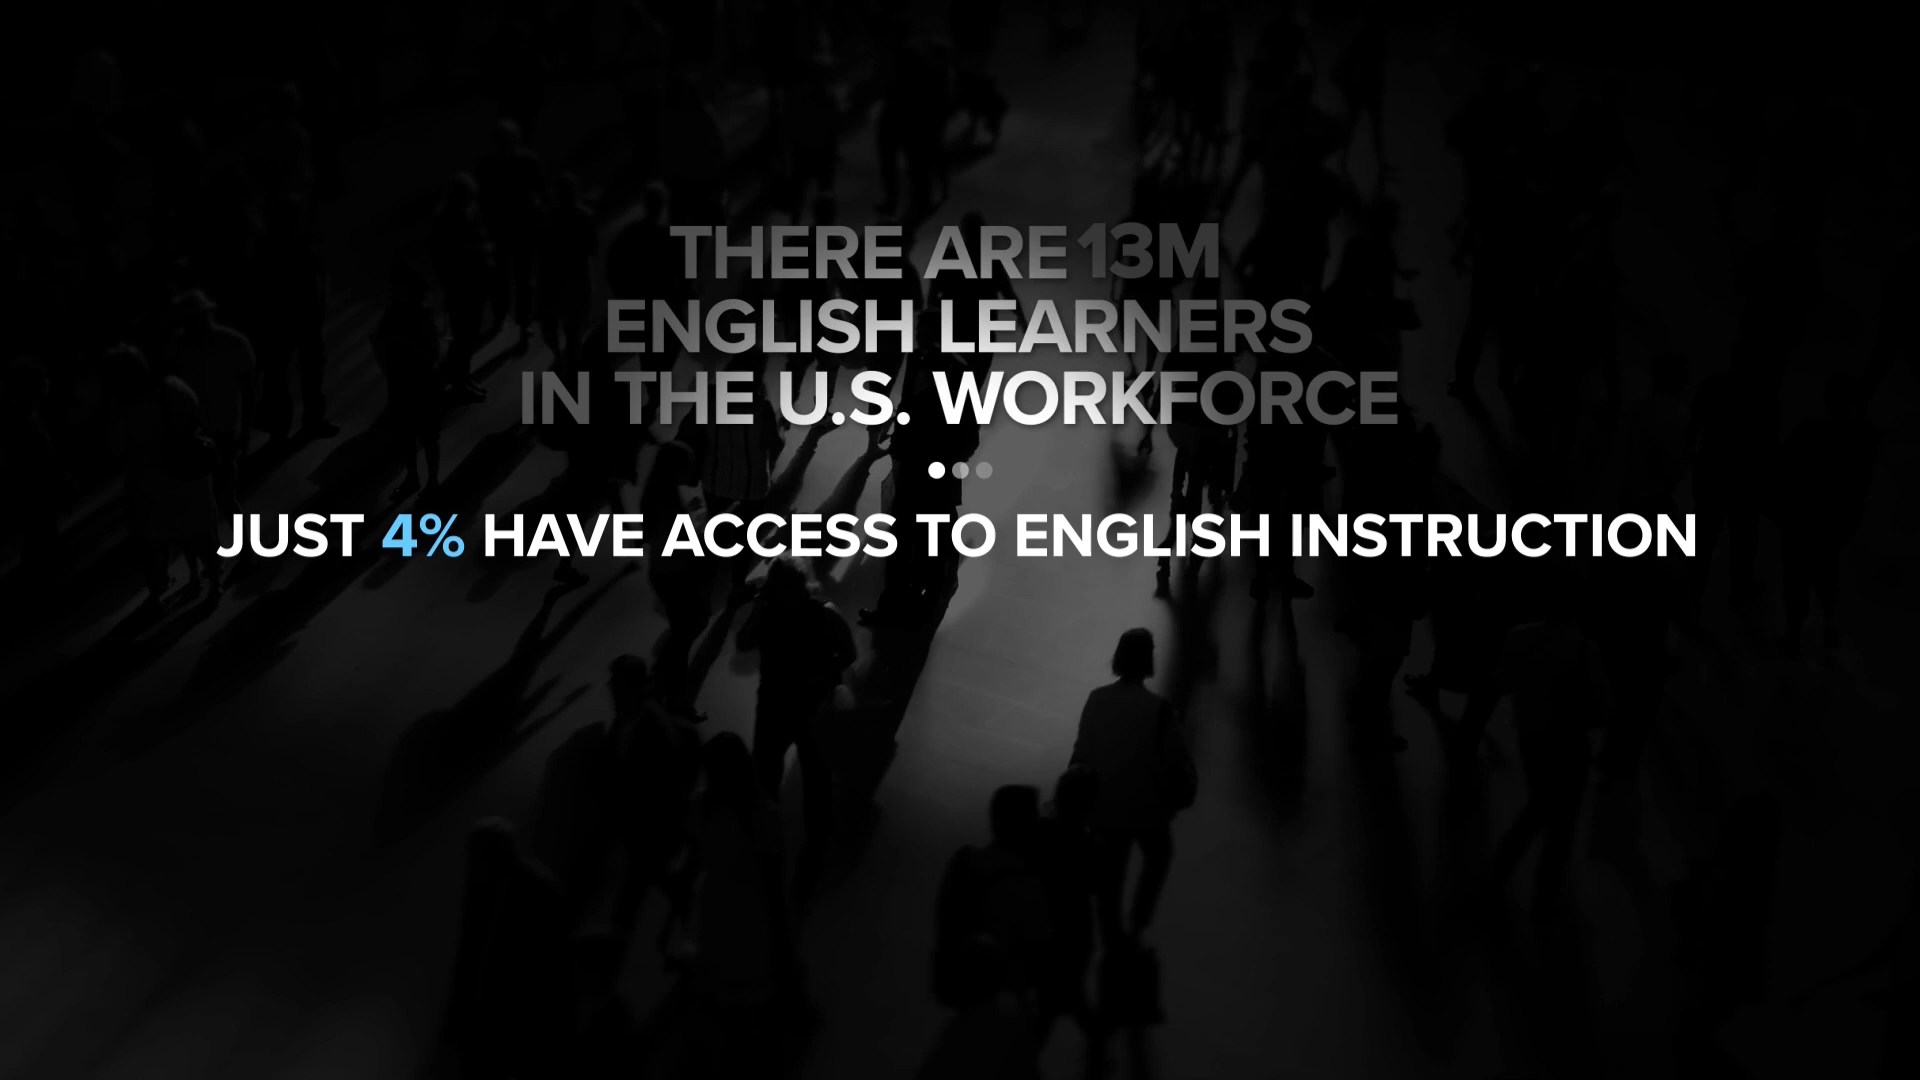 THERE ARE 13M
ENGLISH LEARNERS
IN THE U.S. WORKFORCE
JUST 4% HAVE ACCESS TO ENGLISH INSTRUCTION